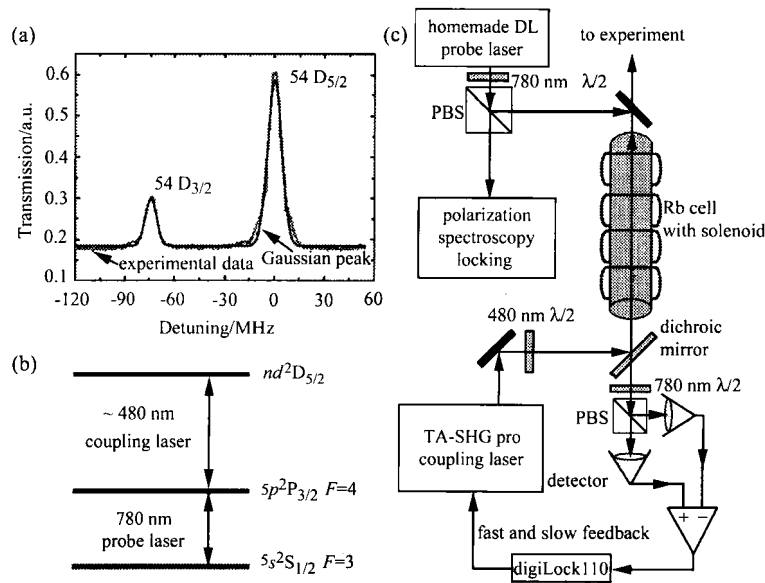 (a)
0.6
0.5
0.4
0.3
0.2
0.1
Transmission/a.u.
54 D5/2
54 D3/2
experimental data
Gaussian peak
-120
-90
-60
-30
0
30
60
Detuning/MHz
(b)
nd²D5/2
~ 480 nm
coupling laser
5p²P3/2 F=4
780 nm
probe laser
5s²S1/2 F=3
(c)
homemade DL
probe laser
to experiment
780 nm λ/2
PBS
polarization
spectroscopy
locking
Rb cell
with solenoid
480 nm λ/2
dichroic
mirror
780 nm λ/2
PBS
TA-SHG pro
coupling laser
detector
+ −
fast and slow feedback
digiLock110